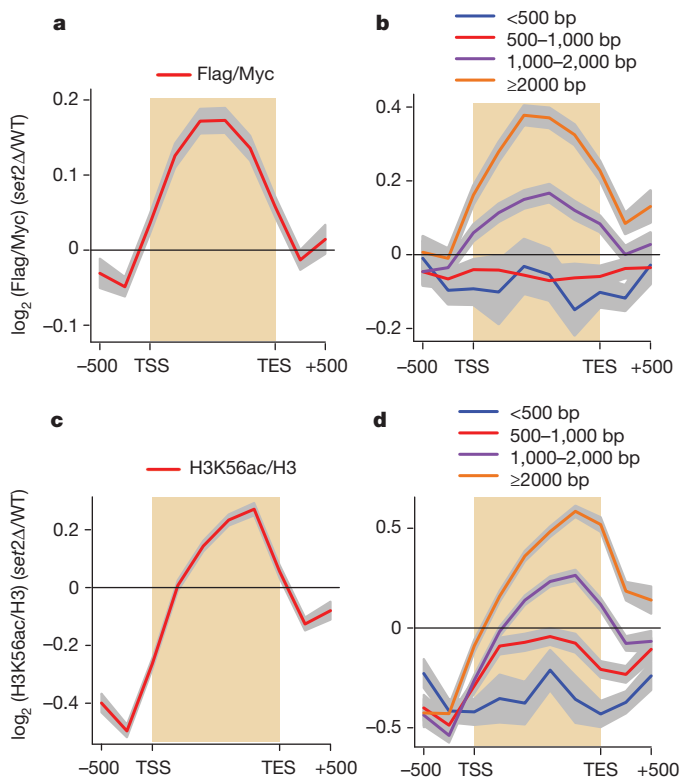 a
Flag/Myc
log2 (Flag/Myc) (set2Δ/WT)
0.2
0.1
0
−0.1
−500 TSS TES +500
b
<500 bp
500–1,000 bp
1,000–2,000 bp
≥2000 bp
0.4
0.2
0
−0.2
−500 TSS TES +500
c
H3K56ac/H3
log2 (H3K56ac/H3) (set2Δ/WT)
0.2
0
−0.2
−0.4
−500 TSS TES +500
d
<500 bp
500–1,000 bp
1,000–2,000 bp
≥2000 bp
0.5
0
−0.5
−500 TSS TES +500